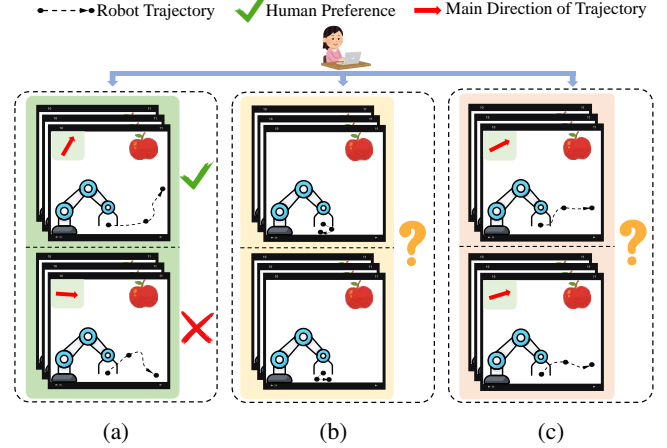 Robot Trajectory Human Preference Main Direction of Trajectory
? ?
(a) (b) (c)